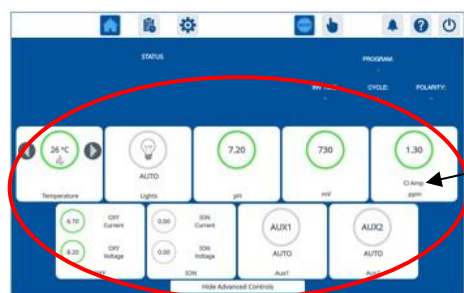 AUTO
?
STATUS
PROGRAM:
CYCLE:
POLARITY:
26 °C
7.20
730
1.30
AUTO
Cl Amp
Temperature
Lights
pH
mV
ppm
6.70
OXY
Current
0.00
ION
Current
AUX1
AUX2
8.20
OXY
Voltage
0.00
ION
Voltage
AUTO
AUTO
ION
Aux1
Hide Advanced Controls